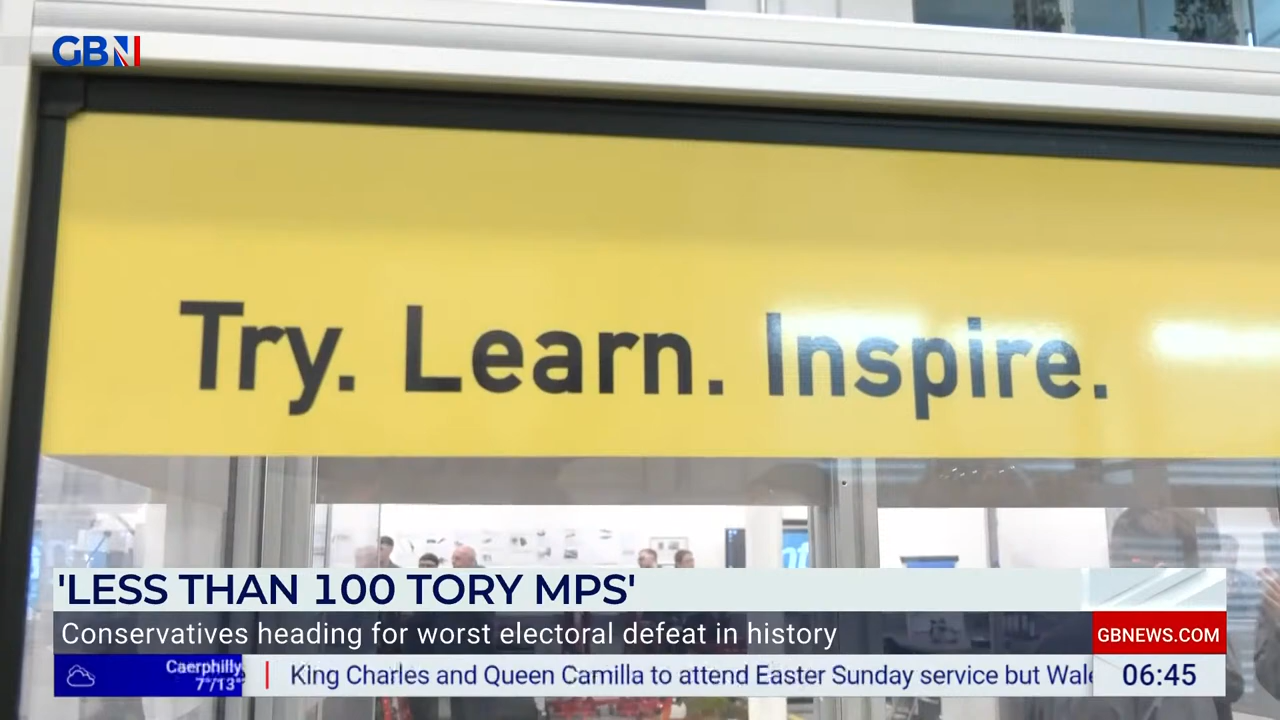 GBN
Try. Learn. Inspire.
'LESS THAN 100 TORY MPS'
Conservatives heading for worst electoral defeat in history
GBNEWS.COM
Caerphilly
7°/13°
King Charles and Queen Camilla to attend Easter Sunday service but Wale
06:45